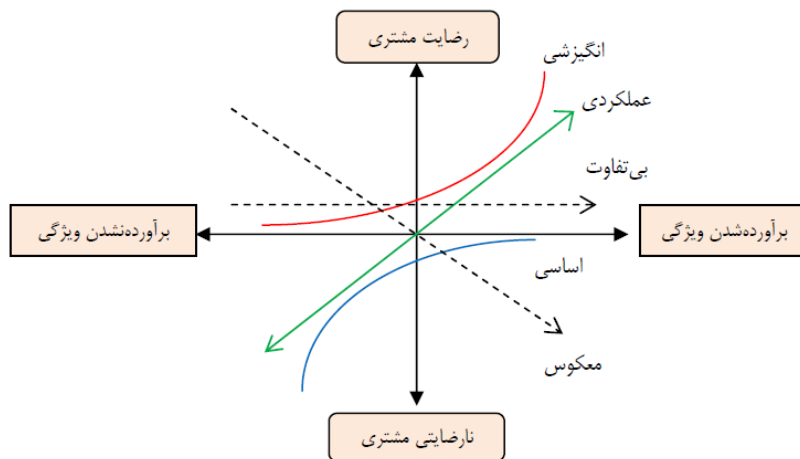 رضایت مشتری
انگیزشی
عملکردی
بی‌تفاوت
برآورده‌شدن ویژگی
برآورده‌نشدن ویژگی
اساسی
معکوس
نارضایتی مشتری